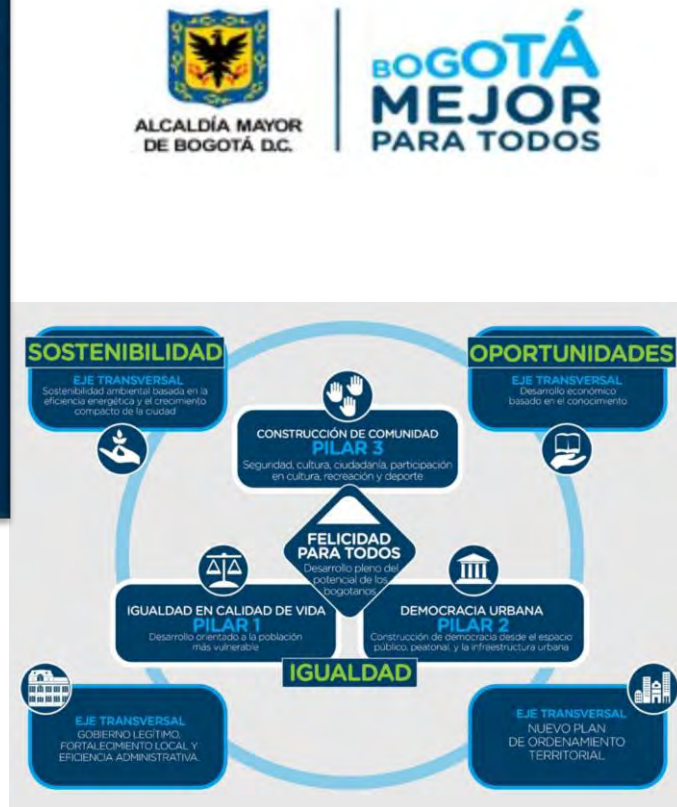 ALCALDÍA MAYOR
DE BOGOTÁ D.C.
BOGOTÁ
MEJOR
PARA TODOS
SOSTENIBILIDAD
EJE TRANSVERSAL
Sostenibilidad ambiental basada en la
eficiencia energética y el crecimiento
compacto de la ciudad
OPORTUNIDADES
EJE TRANSVERSAL
Desarrollo económico
basado en el conocimiento
CONSTRUCCIÓN DE COMUNIDAD
PILAR 3
Seguridad, cultura, ciudadanía, participación
en cultura, recreación y deporte
FELICIDAD
PARA TODOS
Desarrollo pleno del
potencial de los
bogotanos
IGUALDAD EN CALIDAD DE VIDA
PILAR 1
Desarrollo orientado a la población
más vulnerable
DEMOCRACIA URBANA
PILAR 2
Construcción de democracia desde el espacio
público, peatonal, y la infraestructura urbana
IGUALDAD
EJE TRANSVERSAL
GOBIERNO LEGÍTIMO,
FORTALECIMIENTO LOCAL Y
EFICIENCIA ADMINISTRATIVA.
EJE TRANSVERSAL
NUEVO PLAN
DE ORDENAMIENTO
TERRITORIAL